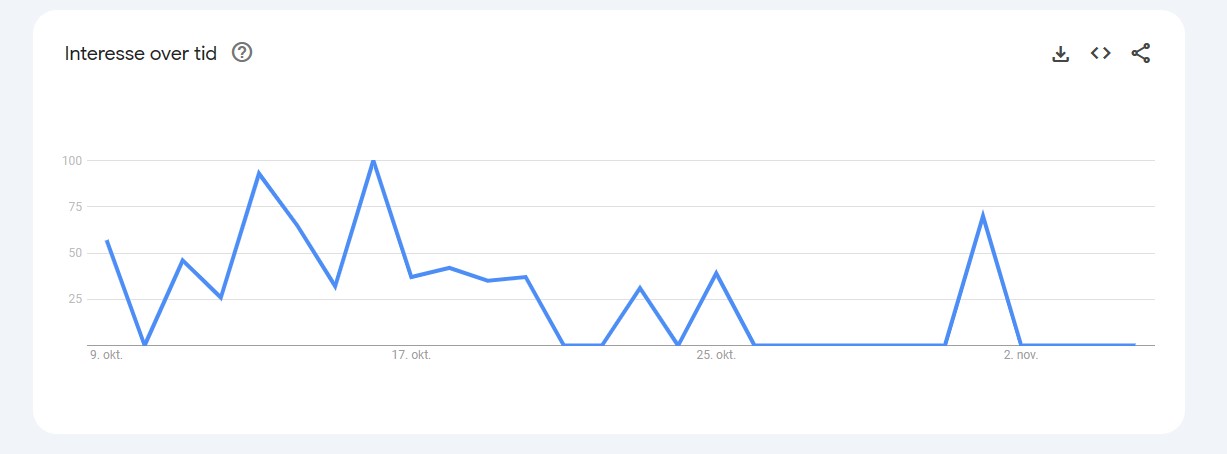 Interesse over tid
100
75
50
25
9. okt.
17. okt.
25. okt.
2. nov.